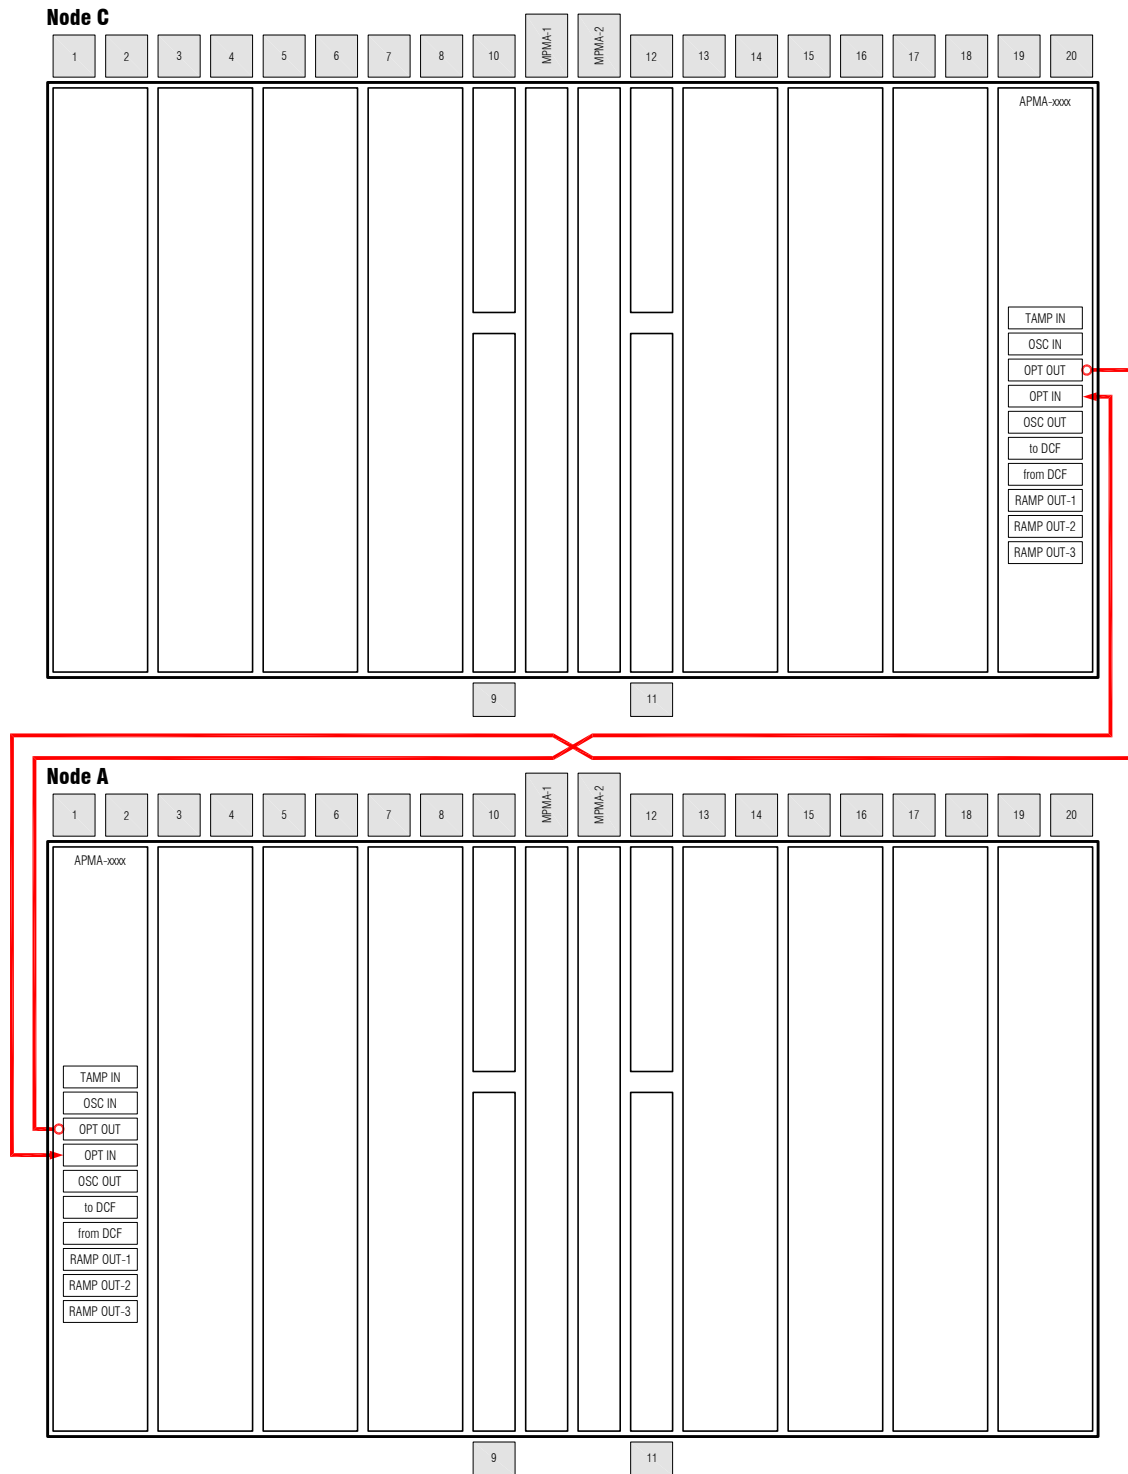 Node C
1 2 3 4 5 6 7 8 10 MPMA-1 MPMA-2 12 13 14 15 16 17 18 19 20
APMA-xxxx
TAMP IN
OSC IN
OPT OUT
OPT IN
OSC OUT
to DCF
from DCF
RAMP OUT-1
RAMP OUT-2
RAMP OUT-3
9 11
Node A
1 2 3 4 5 6 7 8 10 MPMA-1 MPMA-2 12 13 14 15 16 17 18 19 20
APMA-xxxx
TAMP IN
OSC IN
OPT OUT
OPT IN
OSC OUT
to DCF
from DCF
RAMP OUT-1
RAMP OUT-2
RAMP OUT-3
9 11